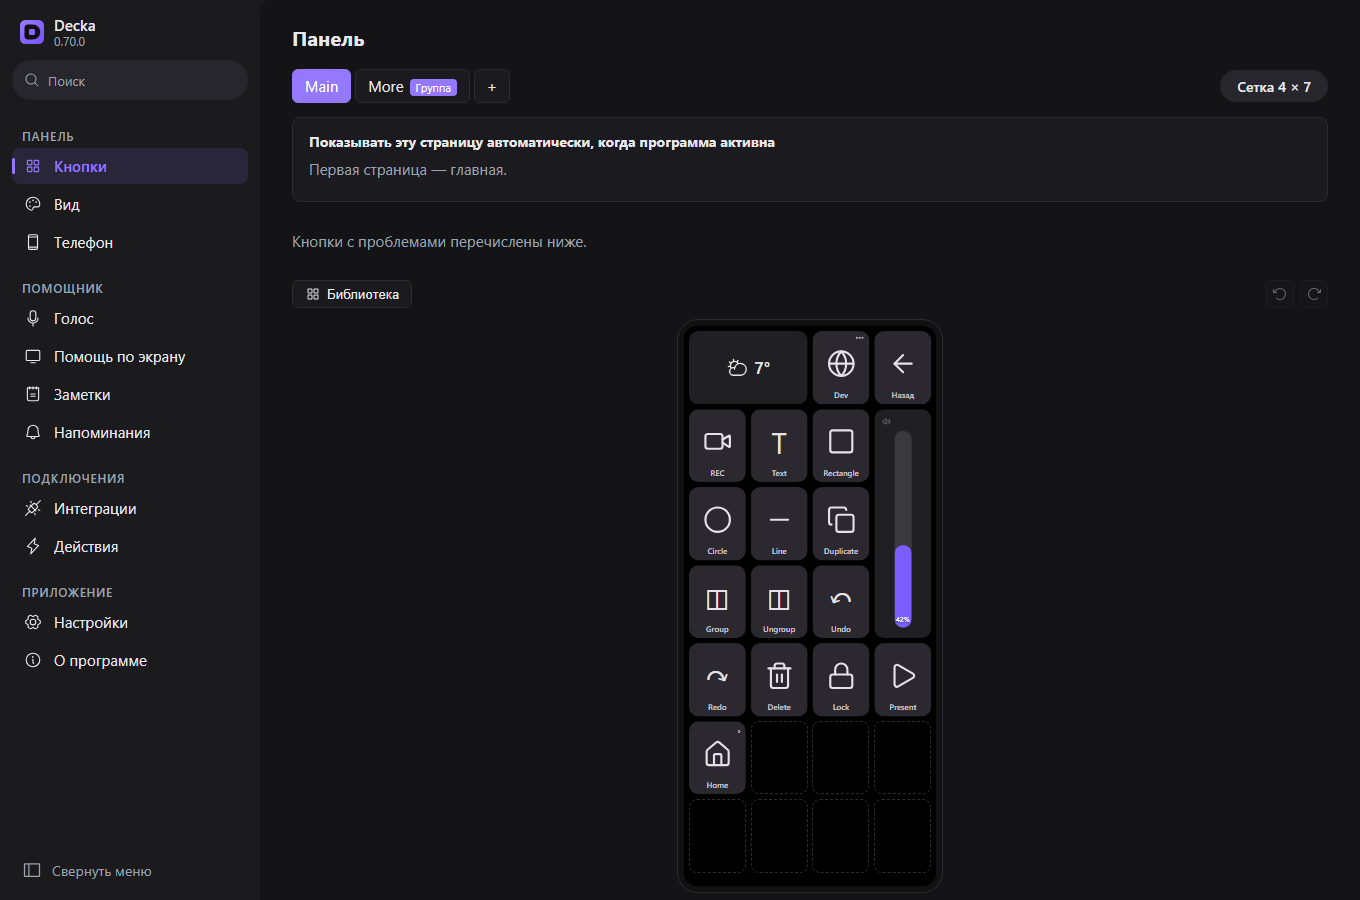 Decka
0.70.0
Поиск
ПАНЕЛЬ
Кнопки
Вид
Телефон
ПОМОЩНИК
Голос
Помощь по экрану
Заметки
Напоминания
ПОДКЛЮЧЕНИЯ
Интеграции
Действия
ПРИЛОЖЕНИЕ
Настройки
О программе
Свернуть меню
Панель
Main More Группа +
Сетка 4 × 7
Показывать эту страницу автоматически, когда программа активна
Первая страница — главная.
Кнопки с проблемами перечислены ниже.
Библиотека
7°
Dev Назад
REC Text Rectangle
Circle Line Duplicate
Group Ungroup Undo
42%
Redo Delete Lock Present
Home